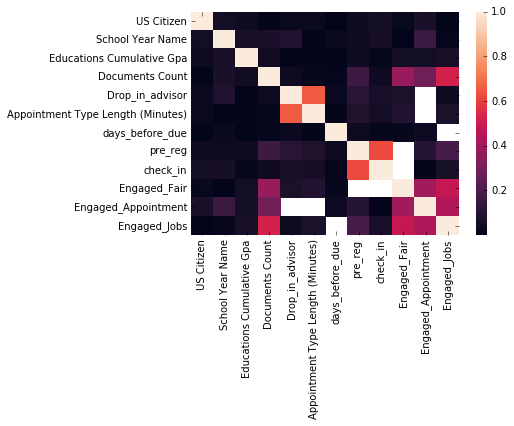 US Citizen
School Year Name
Educations Cumulative Gpa
Documents Count
Drop_in_advisor
Appointment Type Length (Minutes)
days_before_due
pre_reg
check_in
Engaged_Fair
Engaged_Appointment
Engaged_Jobs
US Citizen
School Year Name
Educations Cumulative Gpa
Documents Count
Drop_in_advisor
Appointment Type Length (Minutes)
days_before_due
pre_reg
check_in
Engaged_Fair
Engaged_Appointment
Engaged_Jobs
1.0
0.8
0.6
0.4
0.2